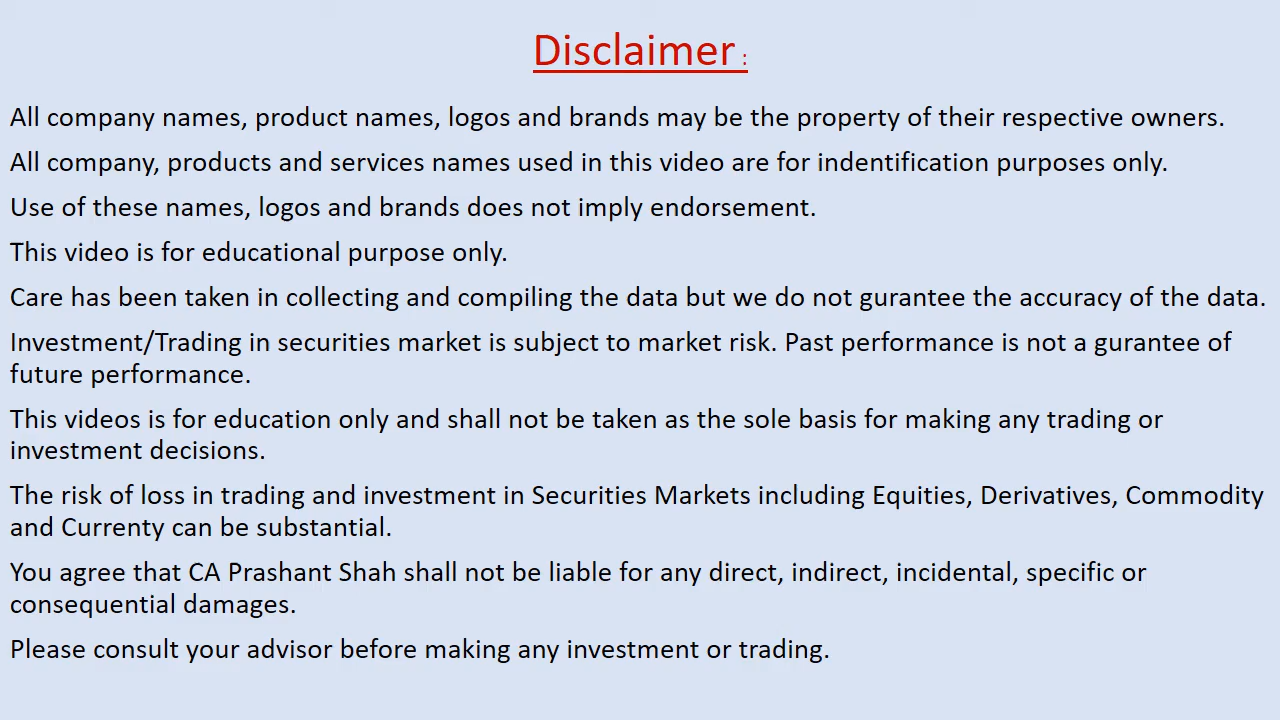 Disclaimer :
All company names, product names, logos and brands may be the property of their respective owners.
All company, products and services names used in this video are for indentification purposes only.
Use of these names, logos and brands does not imply endorsement.
This video is for educational purpose only.
Care has been taken in collecting and compiling the data but we do not gurantee the accuracy of the data.
Investment/Trading in securities market is subject to market risk. Past performance is not a gurantee of
future performance.
This videos is for education only and shall not be taken as the sole basis for making any trading or
investment decisions.
The risk of loss in trading and investment in Securities Markets including Equities, Derivatives, Commodity
and Currenty can be substantial.
You agree that CA Prashant Shah shall not be liable for any direct, indirect, incidental, specific or
consequential damages.
Please consult your advisor before making any investment or trading.